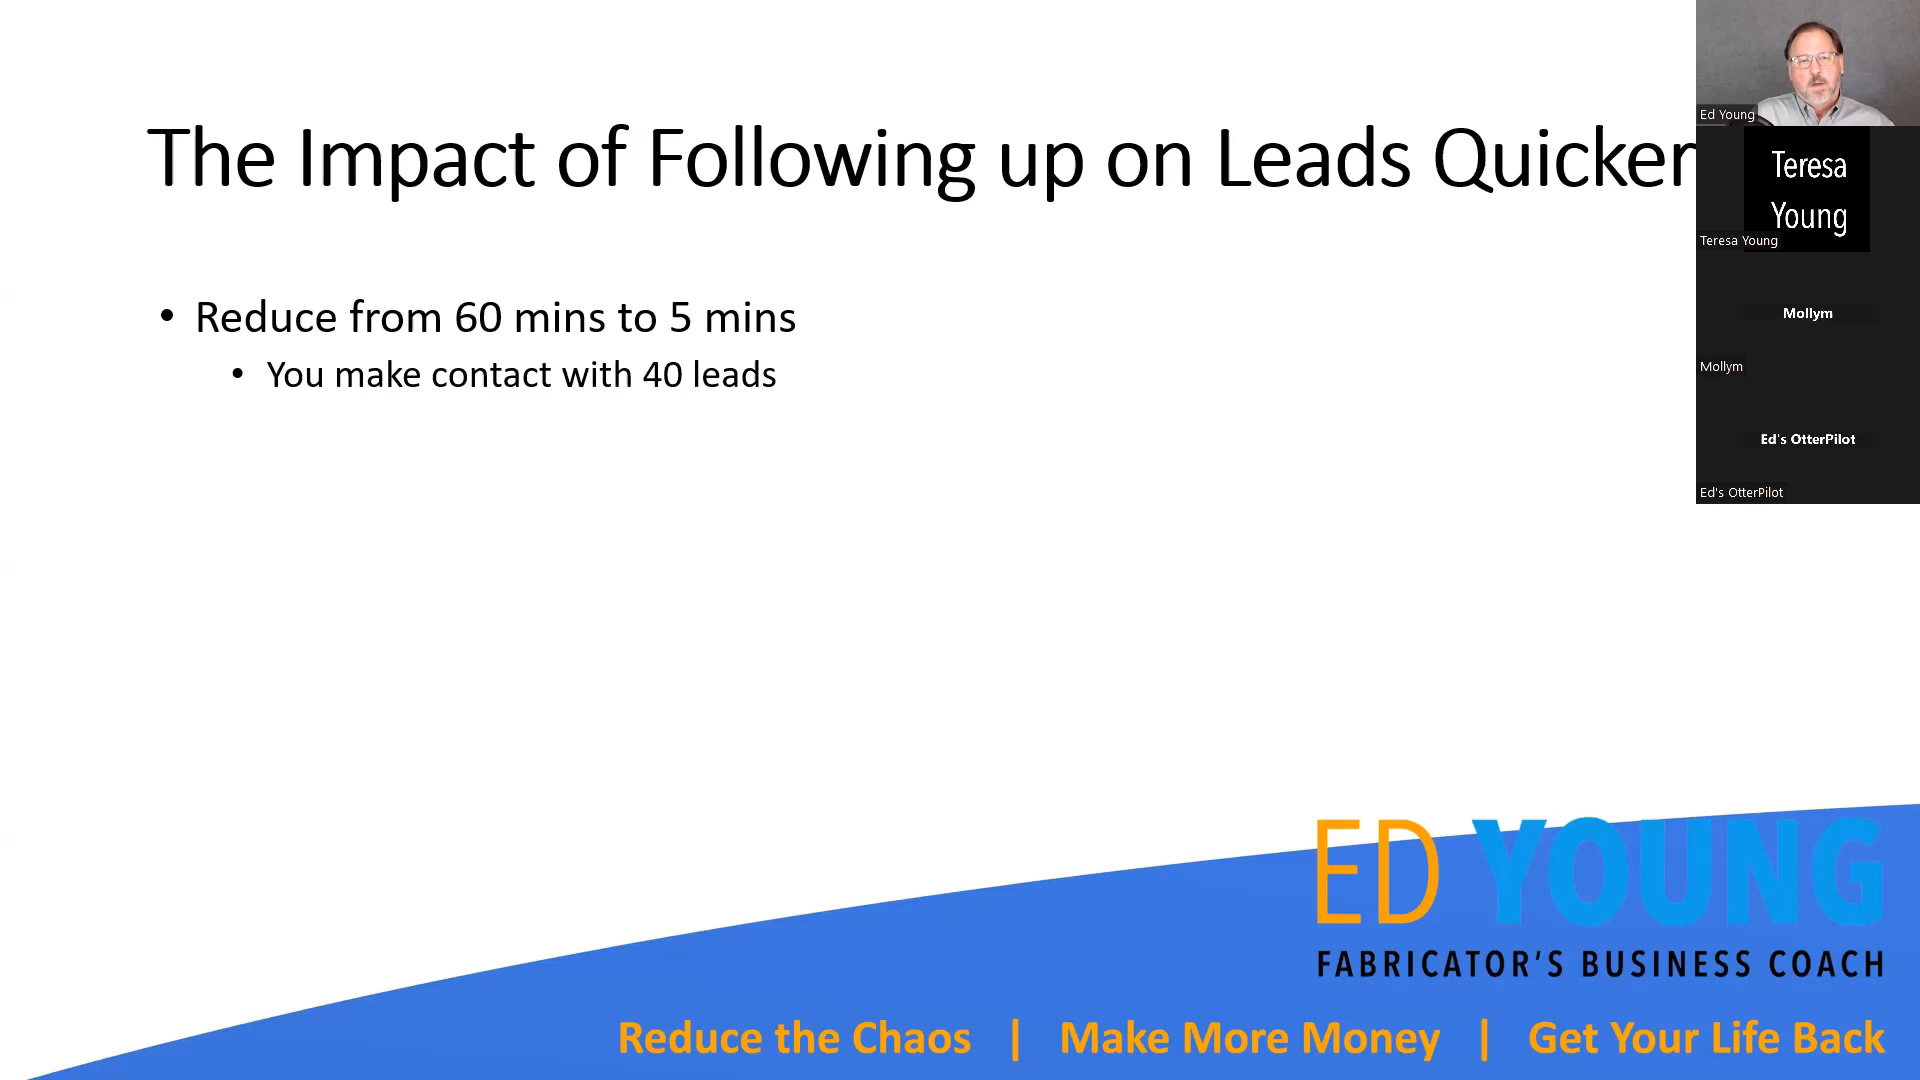 The Impact of Following up on Leads Quicker
• Reduce from 60 mins to 5 mins
• You make contact with 40 leads
Ed Young
Teresa
Young
Teresa Young
Mollym
Mollym
Ed's OtterPilot
Ed's OtterPilot
ED YOUNG
FABRICATOR'S BUSINESS COACH
Reduce the Chaos | Make More Money | Get Your Life Back